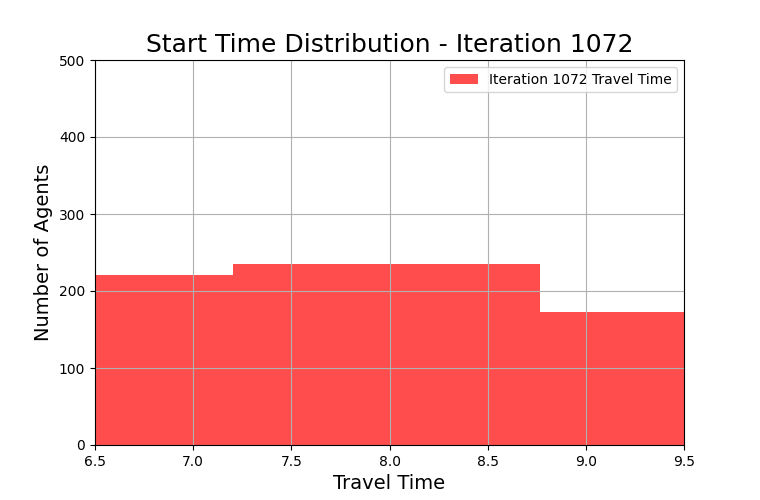 Start Time Distribution - Iteration 1072
500
Iteration 1072 Travel Time
400
300
200
100
0
Number of Agents
6.5 7.0 7.5 8.0 8.5 9.0 9.5
Travel Time